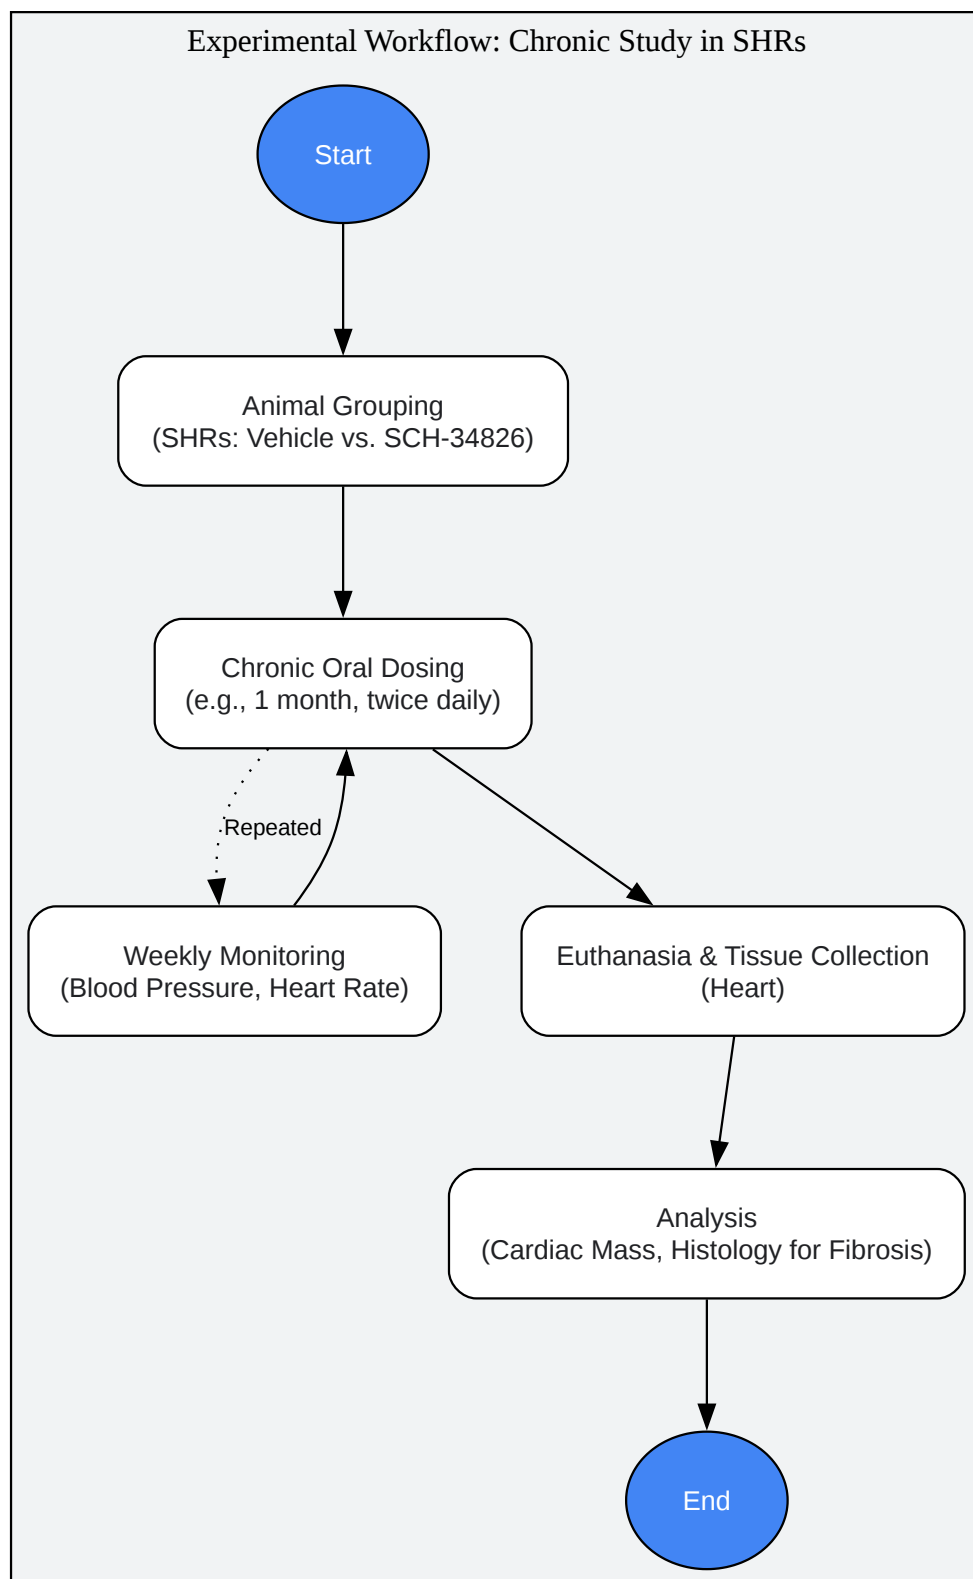 Experimental Workflow: Chronic Study in SHRs
Start
Animal Grouping
(SHRs: Vehicle vs. SCH-34826)
Chronic Oral Dosing
(e.g., 1 month, twice daily)
Repeated
Weekly Monitoring
(Blood Pressure, Heart Rate)
Euthanasia & Tissue Collection
(Heart)
Analysis
(Cardiac Mass, Histology for Fibrosis)
End